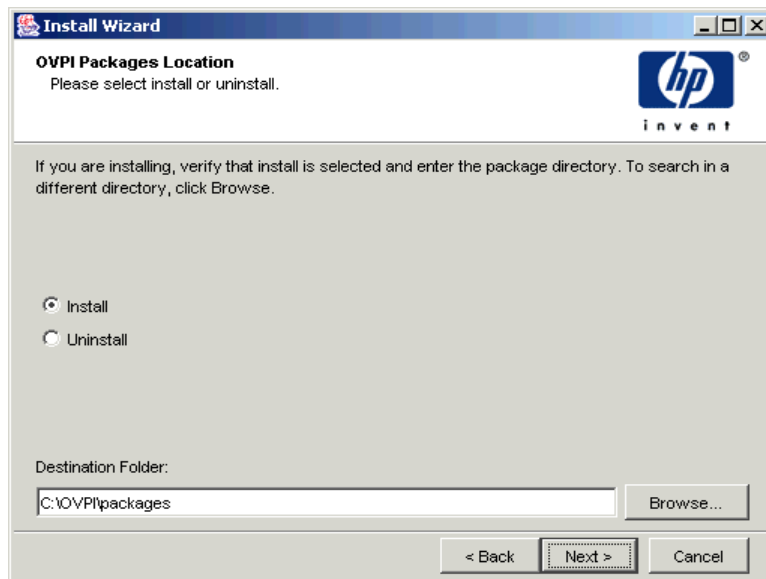 Install Wizard
OVPI Packages Location
Please select install or uninstall.
hp
®
invent
If you are installing, verify that install is selected and enter the package directory. To search in a
different directory, click Browse.
Install
Uninstall
Destination Folder:
C:\OVPI\packages
Browse...
< Back
Next >
Cancel